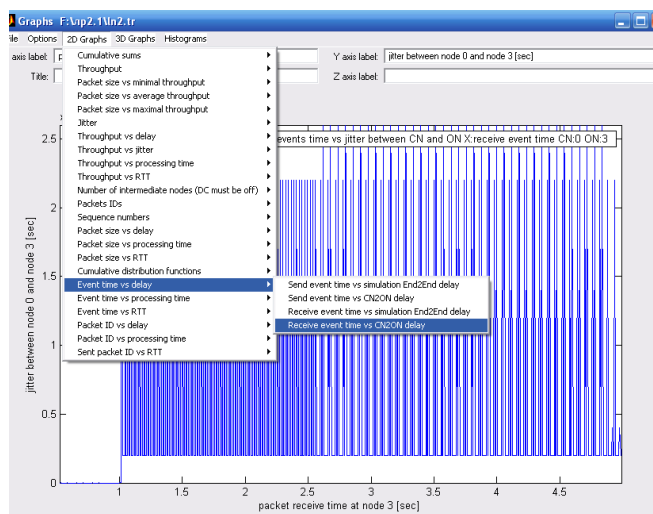 Graphs F:\np2.1\ln2.tr
File Options 2D Graphs 3D Graphs Histograms
axis label:
Y axis label: jitter between node 0 and node 3 [sec]
Title:
Z axis label:
Cumulative sums
Throughput
Packet size vs minimal throughput
Packet size vs average throughput
Packet size vs maximal throughput
Jitter
Throughput vs delay
Throughput vs jitter
Throughput vs processing time
Throughput vs RTT
Number of intermediate nodes (DC must be off)
Packets IDs
Sequence numbers
Packet size vs delay
Packet size vs processing time
Packet size vs RTT
Cumulative distribution functions
Event time vs delay
Event time vs processing time
Event time vs RTT
Packet ID vs delay
Packet ID vs processing time
Sent packet ID vs RTT
Send event time vs simulation End2End delay
Send event time vs CN2ON delay
Receive event time vs simulation End2End delay
Receive event time vs CN2ON delay
events time vs jitter between CN and ON X:receive event time CN:0 ON:3
jitter between node 0 and node 3 [sec]
2.5
2
1.5
1
0.5
0
1 1.5 2 2.5 3 3.5 4 4.5
packet receive time at node 3 [sec]